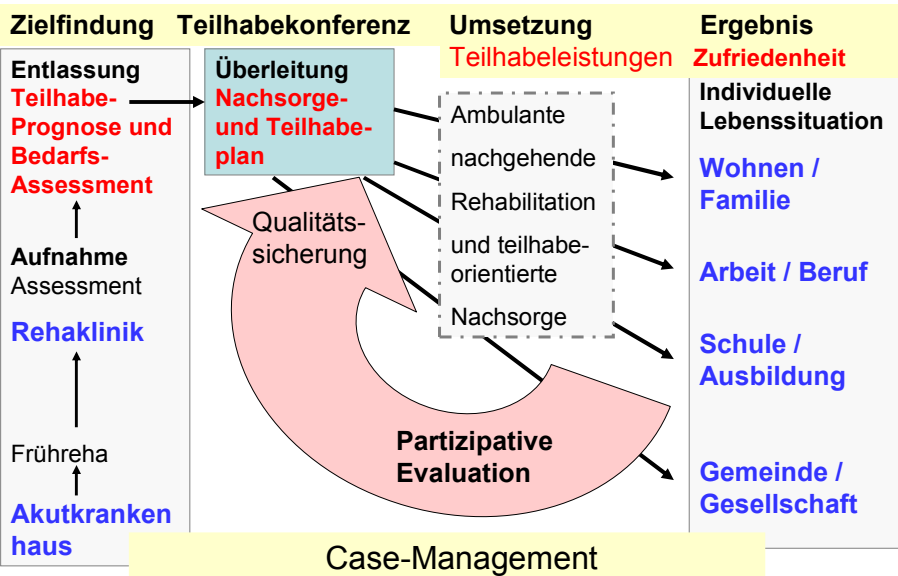 Zielfindung
Teilhabekonferenz
Umsetzung
Teilhabeleistungen
Ergebnis
Zufriedenheit
Entlassung
Teilhabe-
Prognose und
Bedarfs-
Assessment
Aufnahme
Assessment
Rehaklinik
Frühreha
Akutkranken
haus
Überleitung
Nachsorge-
und Teilhabe-
plan
Qualitäts-
sicherung
Partizipative
Evaluation
Ambulante
nachgehende
Rehabilitation
und teilhabe-
orientierte
Nachsorge
Individuelle
Lebenssituation
Wohnen /
Familie
Arbeit / Beruf
Schule /
Ausbildung
Gemeinde /
Gesellschaft
Case-Management